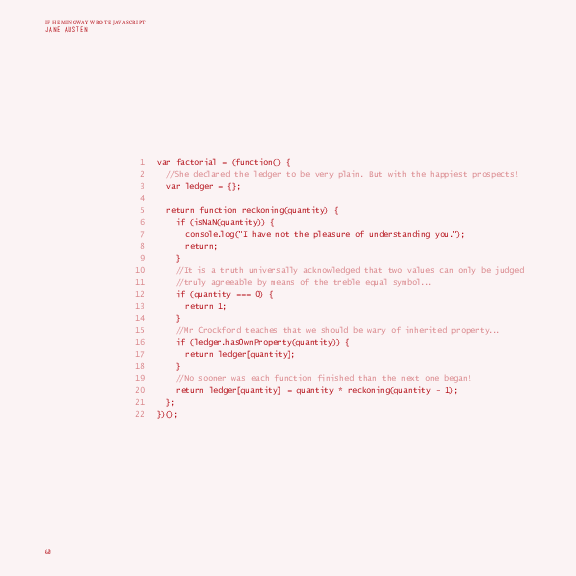 IF HEMINGWAY WROTE JAVASCRIPT
JANE AUSTEN
1 var factorial = (function() {
2 //She declared the ledger to be very plain. But with the happiest prospects!
3 var ledger = {};
4
5 return function reckoning(quantity) {
6 if (isNaN(quantity)) {
7 console.log("I have not the pleasure of understanding you.");
8 return;
9 }
10 //It is a truth universally acknowledged that two values can only be judged
11 //truly agreeable by means of the treble equal symbol...
12 if (quantity === 0) {
13 return 1;
14 }
15 //Mr Crockford teaches that we should be wary of inherited property...
16 if (ledger.hasOwnProperty(quantity)) {
17 return ledger[quantity];
18 }
19 //No sooner was each function finished than the next one began!
20 return ledger[quantity] = quantity * reckoning(quantity - 1);
21 };
22 })();